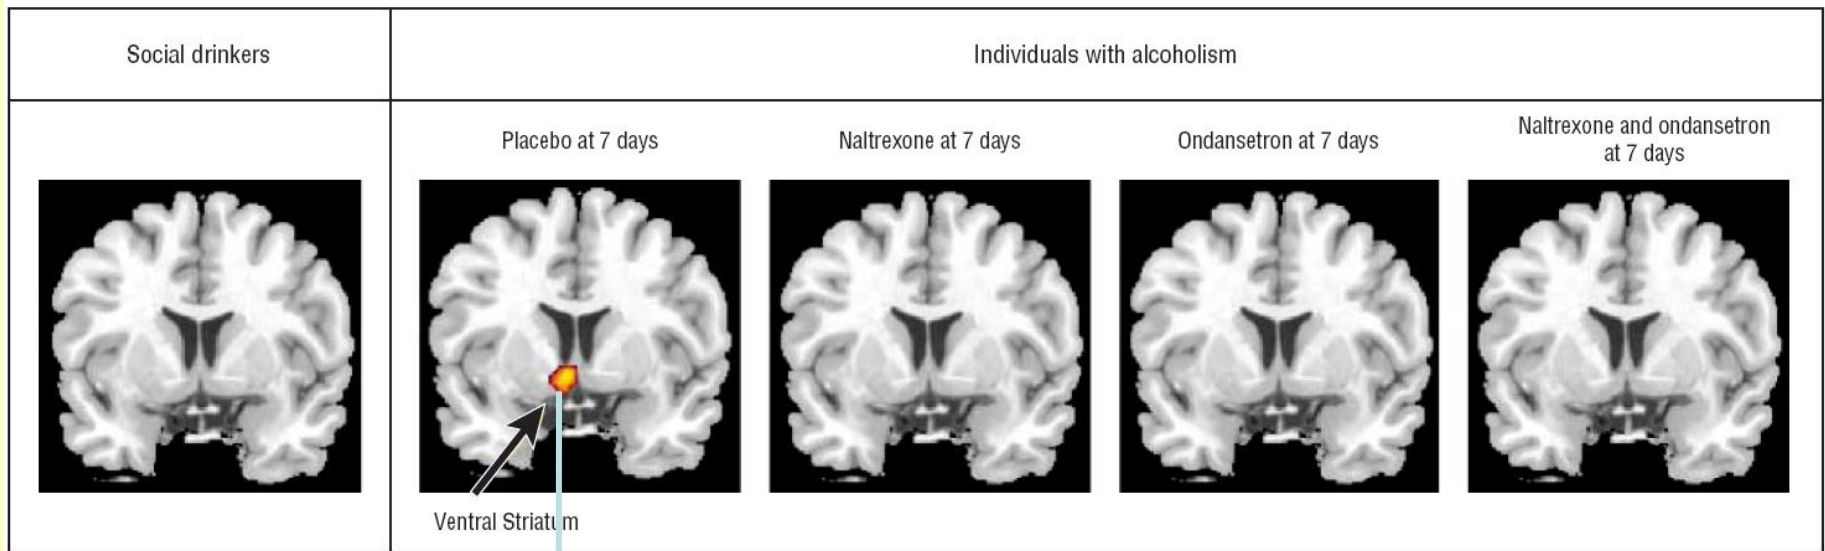 Social drinkers
Individuals with alcoholism
Placebo at 7 days
Naltrexone at 7 days
Ondansetron at 7 days
Naltrexone and ondansetron
at 7 days
Ventral Striatum